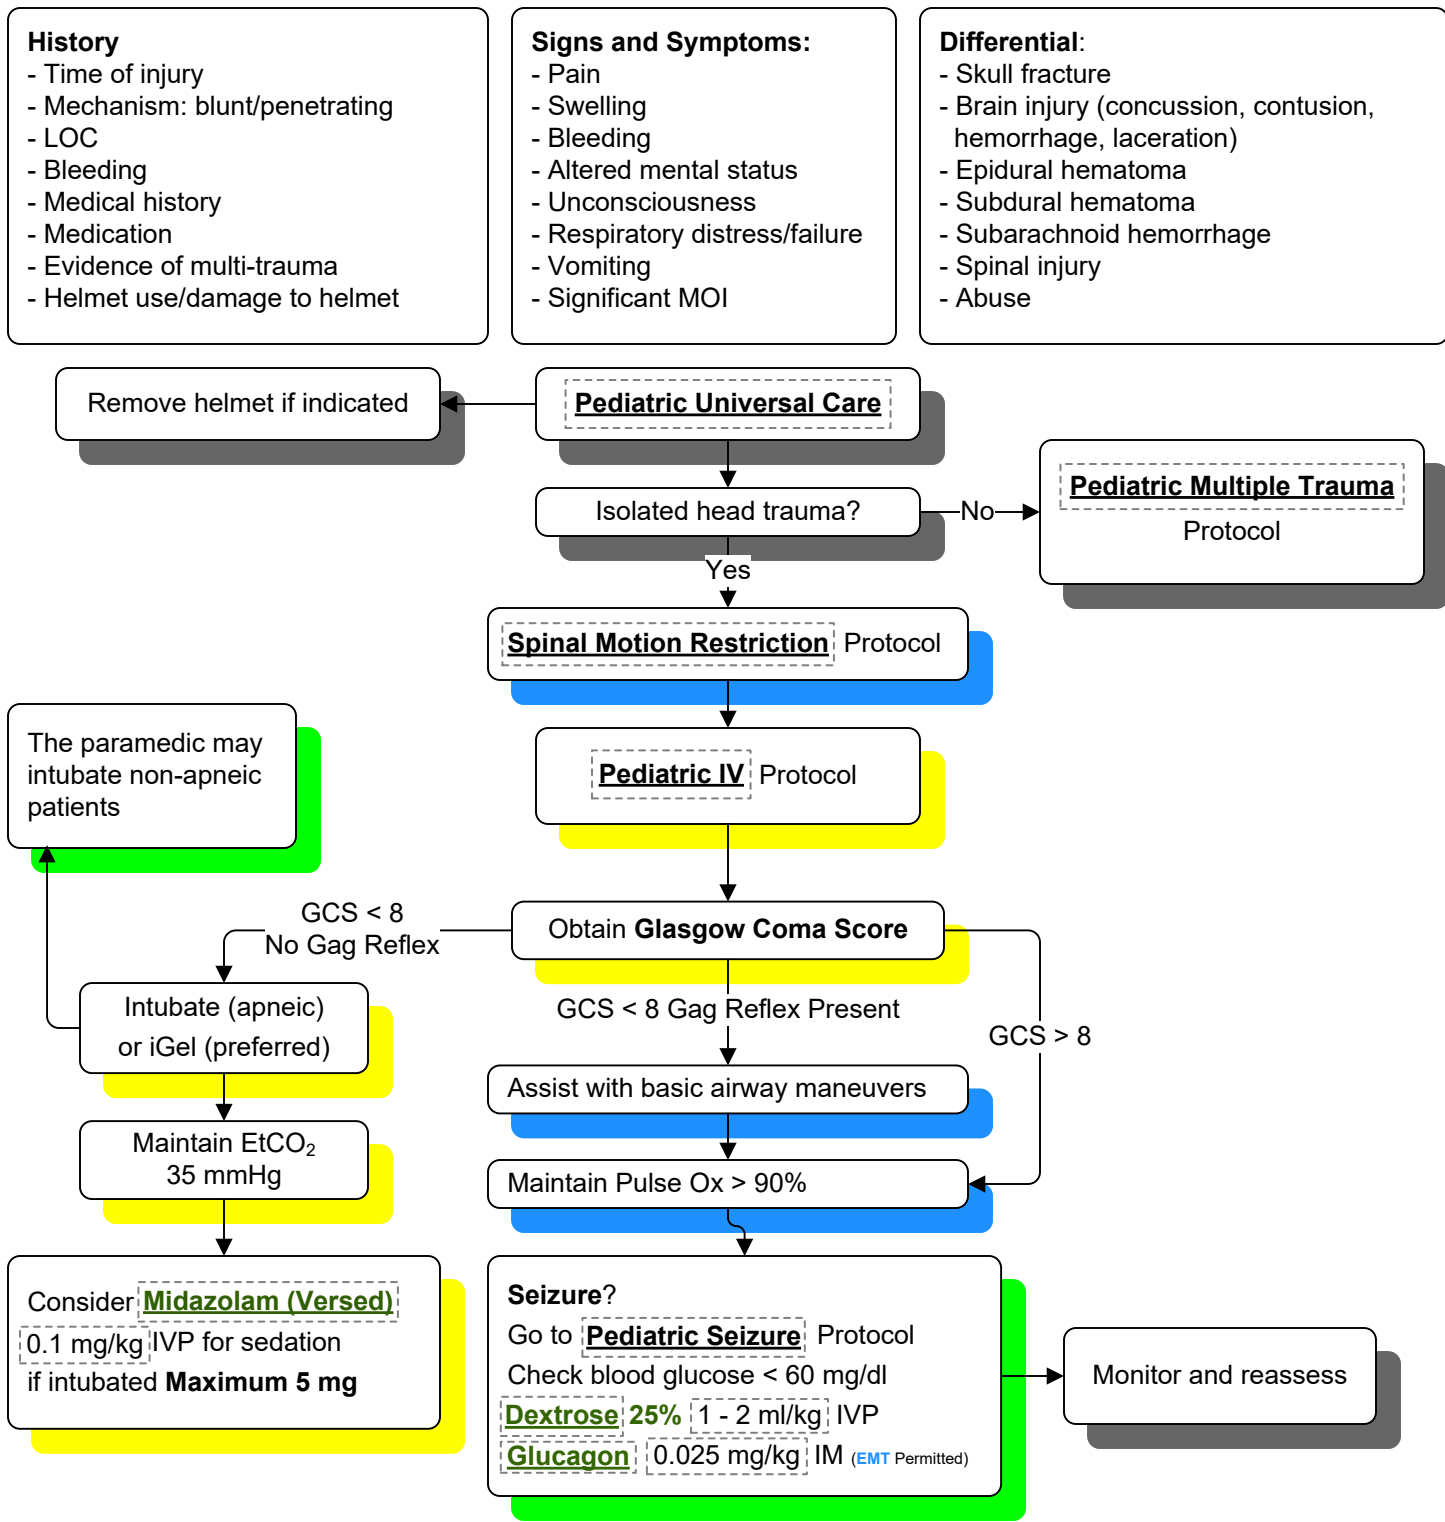 History
- Time of injury
- Mechanism: blunt/penetrating
- LOC
- Bleeding
- Medical history
- Medication
- Evidence of multi-trauma
- Helmet use/damage to helmet
Signs and Symptoms:
- Pain
- Swelling
- Bleeding
- Altered mental status
- Unconsciousness
- Respiratory distress/failure
- Vomiting
- Significant MOI
Differential:
- Skull fracture
- Brain injury (concussion, contusion,
hemorrhage, laceration)
- Epidural hematoma
- Subdural hematoma
- Subarachnoid hemorrhage
- Spinal injury
- Abuse
Remove helmet if indicated
Pediatric Universal Care
Isolated head trauma?
No
Pediatric Multiple Trauma
Protocol
Yes
Spinal Motion Restriction Protocol
Pediatric IV Protocol
The paramedic may
intubate non-apneic
patients
Obtain Glasgow Coma Score
GCS < 8
No Gag Reflex
GCS < 8 Gag Reflex Present
GCS > 8
Intubate (apneic)
or iGel (preferred)
Assist with basic airway maneuvers
Maintain EtCO₂
35 mmHg
Maintain Pulse Ox > 90%
Consider Midazolam (Versed)
0.1 mg/kg IVP for sedation
if intubated Maximum 5 mg
Seizure?
Go to Pediatric Seizure Protocol
Check blood glucose < 60 mg/dl
Dextrose 25% 1 - 2 ml/kg IVP
Glucagon 0.025 mg/kg IM (EMT Permitted)
Monitor and reassess